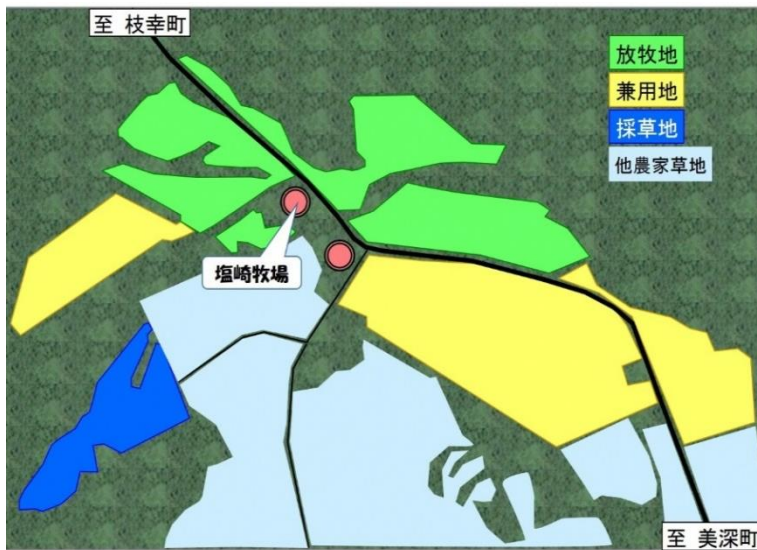 至 枝幸町
放牧地
兼用地
採草地
他農家草地
塩崎牧場
至 美深町